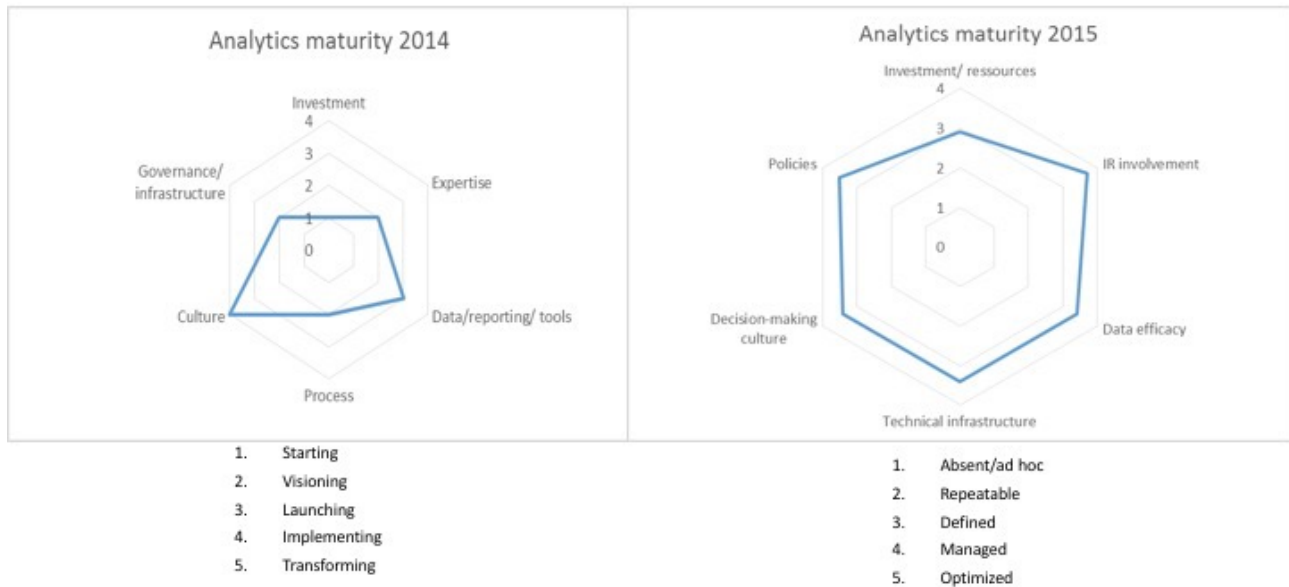 Analytics maturity 2014
Investment
4
3
2
1
0
Governance/
infrastructure
Expertise
Culture
Data/reporting/ tools
Process
1. Starting
2. Visioning
3. Launching
4. Implementing
5. Transforming
Analytics maturity 2015
Investment/ ressources
4
3
2
1
0
Policies
IR involvement
Decision-making
culture
Data efficacy
Technical infrastructure
1. Absent/ad hoc
2. Repeatable
3. Defined
4. Managed
5. Optimized